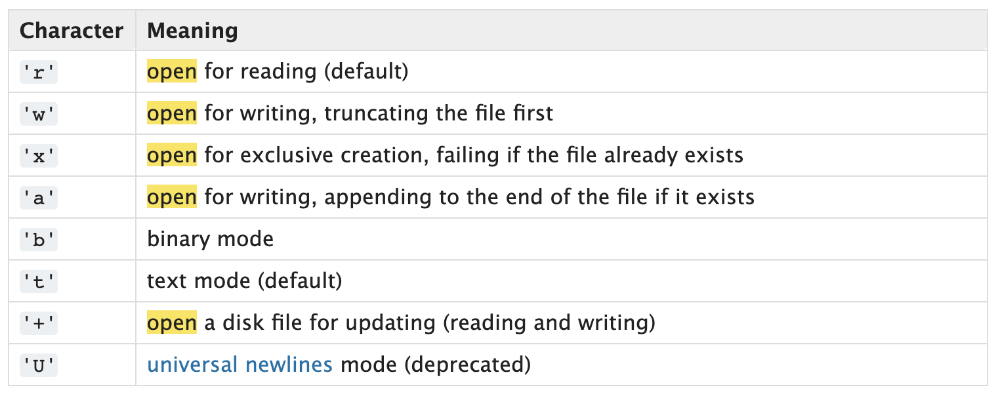 Character Meaning
'r' open for reading (default)
'w' open for writing, truncating the file first
'x' open for exclusive creation, failing if the file already exists
'a' open for writing, appending to the end of the file if it exists
'b' binary mode
't' text mode (default)
'+' open a disk file for updating (reading and writing)
'U' universal newlines mode (deprecated)